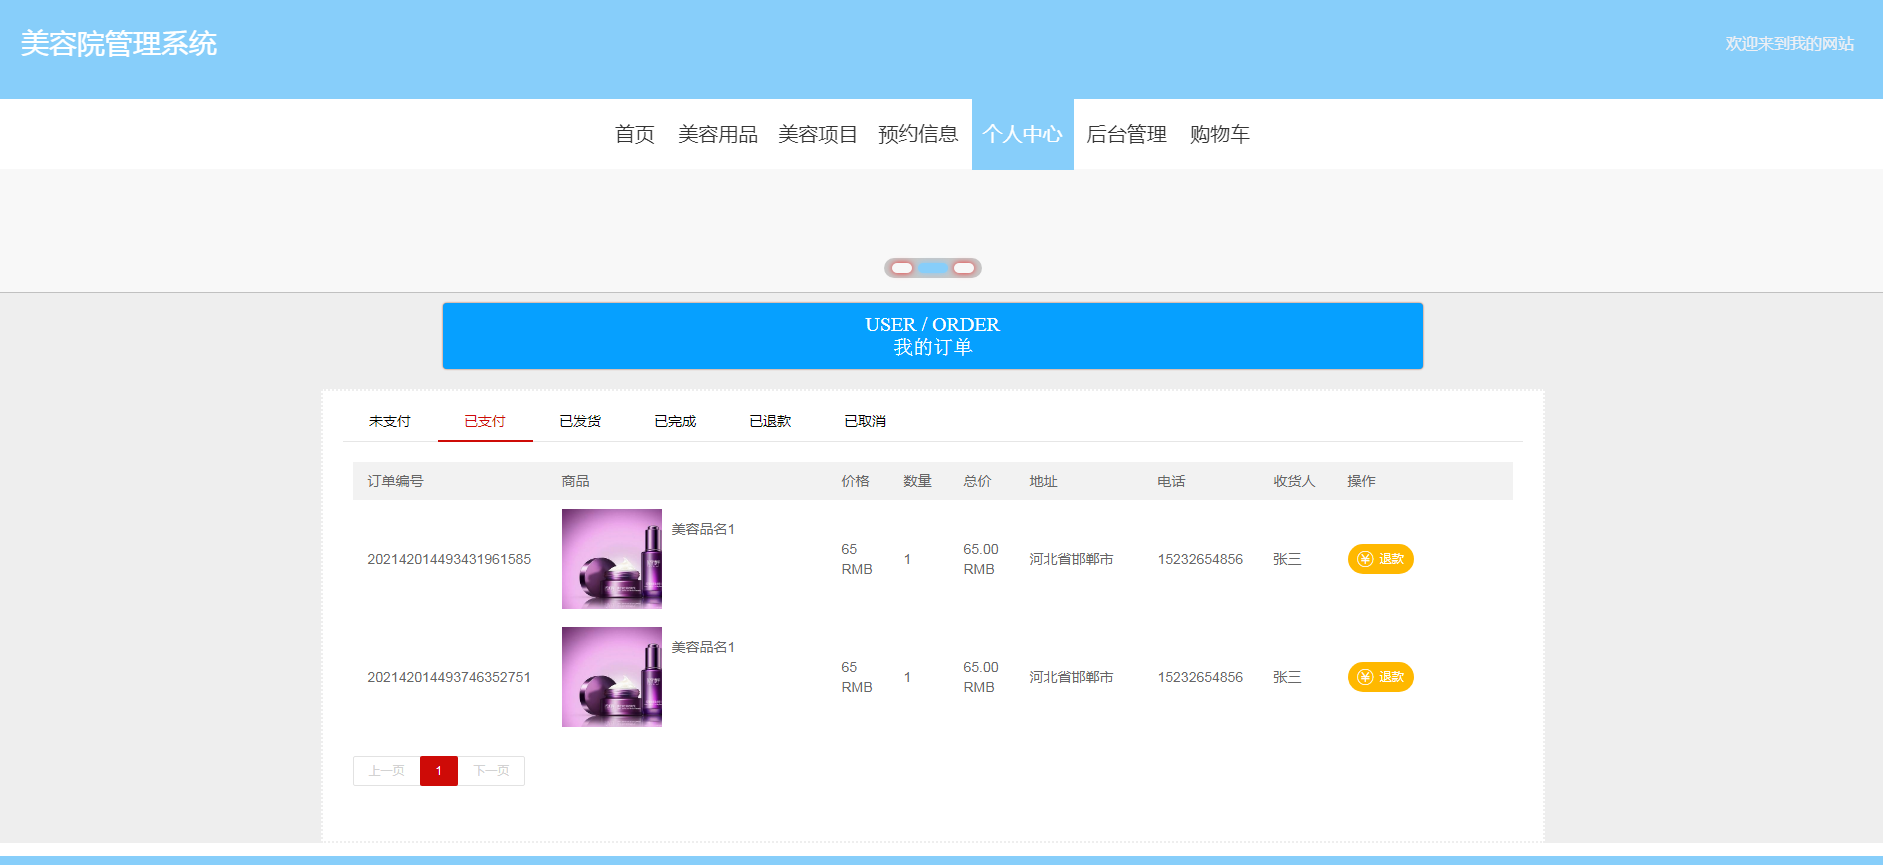 美容院管理系统
欢迎来到我的网站
首页 美容用品 美容项目 预约信息 个人中心 后台管理 购物车
USER / ORDER
我的订单
未支付 已支付 已发货 已完成 已退款 已取消
订单编号 商品 价格 数量 总价 地址 电话 收货人 操作
202142014493431961585 美容品名1 65 RMB 1 65.00 RMB 河北省邯郸市 15232654856 张三 退款
202142014493746352751 美容品名1 65 RMB 1 65.00 RMB 河北省邯郸市 15232654856 张三 退款
上一页 1 下一页